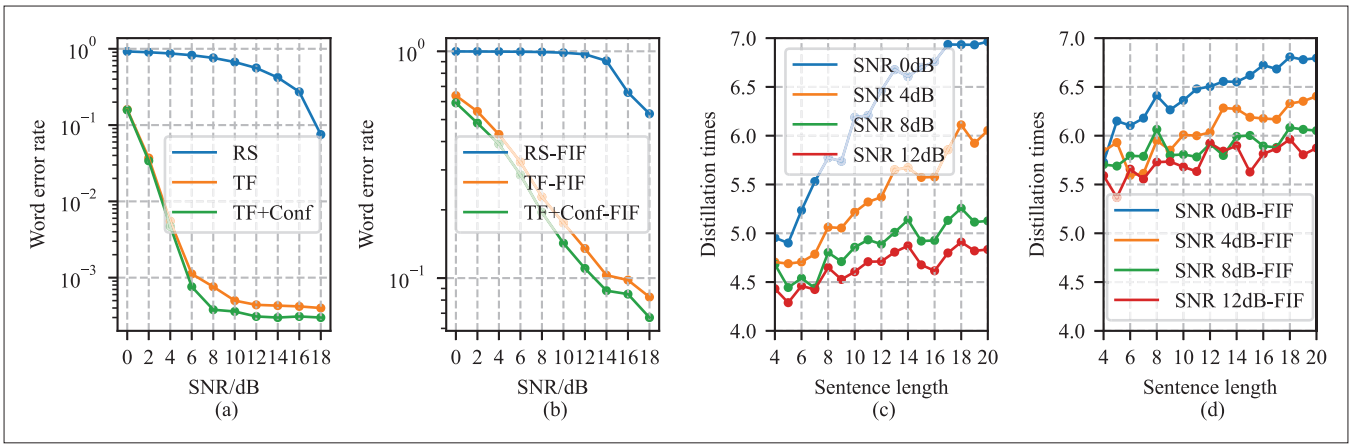 10⁰
10⁻¹
10⁻²
10⁻³
Word error rate
RS
TF
TF+Conf
0 2 4 6 8 10 12 14 16 18
SNR/dB
(a)
10⁰
10⁻¹
Word error rate
RS-FIF
TF-FIF
TF+Conf-FIF
0 2 4 6 8 10 12 14 16 18
SNR/dB
(b)
7.0
6.5
6.0
5.5
5.0
4.5
4.0
Distillation times
SNR 0dB
SNR 4dB
SNR 8dB
SNR 12dB
4 6 8 10 12 14 16 18 20
Sentence length
(c)
7.0
6.5
6.0
5.5
5.0
4.5
4.0
Distillation times
SNR 0dB-FIF
SNR 4dB-FIF
SNR 8dB-FIF
SNR 12dB-FIF
4 6 8 10 12 14 16 18 20
Sentence length
(d)